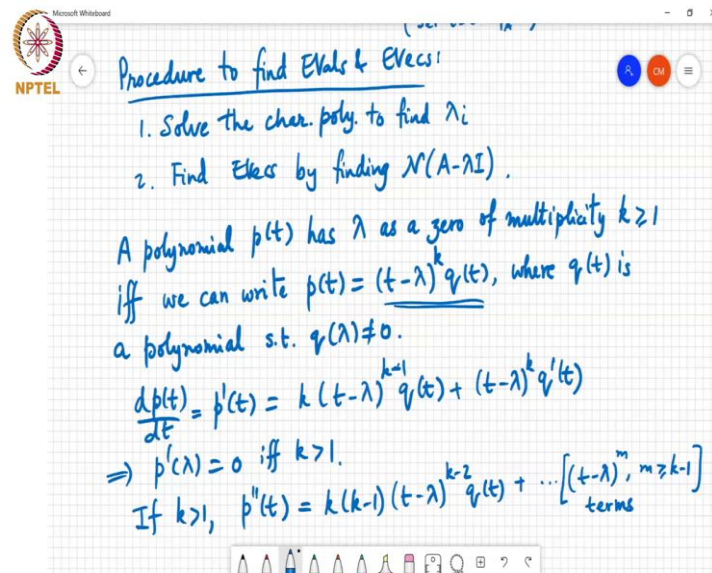 Microsoft Whiteboard
NPTEL
CM
Procedure to find EVals & EVecs:
1. Solve the char. poly. to find λi
2. Find EVecs by finding N(A-λI).
A polynomial p(t) has λ as a zero of multiplicity k ≥ 1
iff we can write p(t) = (t-λ)^k q(t), where q(t) is
a polynomial s.t. q(λ) ≠ 0.
dp(t)/dt = p'(t) = k(t-λ)^{k-1} q(t) + (t-λ)^k q'(t)
⇒ p'(λ) = 0 iff k>1.
If k>1, p''(t) = k(k-1)(t-λ)^{k-2} q(t) + ...[(t-λ)^m, m ≥ k-1]
terms